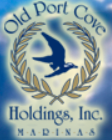 Old Port Cove
Holdings, Inc.
MARINAS